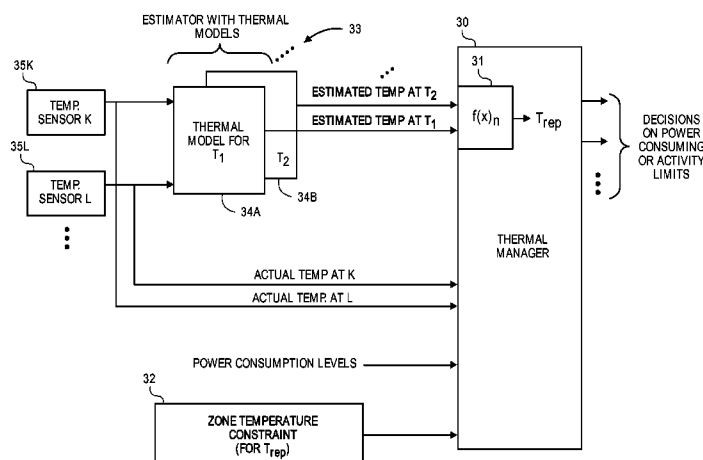 ESTIMATOR WITH THERMAL
MODELS
33
30
35K
TEMP.
SENSOR K
35L
TEMP.
SENSOR L
THERMAL
MODEL FOR
T1
T2
34A
34B
ESTIMATED TEMP AT T2
ESTIMATED TEMP AT T1
31
f(x)n
Trep
DECISIONS
ON POWER
CONSUMING
OR ACTIVITY
LIMITS
THERMAL
MANAGER
ACTUAL TEMP AT K
ACTUAL TEMP. AT L
POWER CONSUMPTION LEVELS
32
ZONE TEMPERATURE
CONSTRAINT
(FOR Trep)